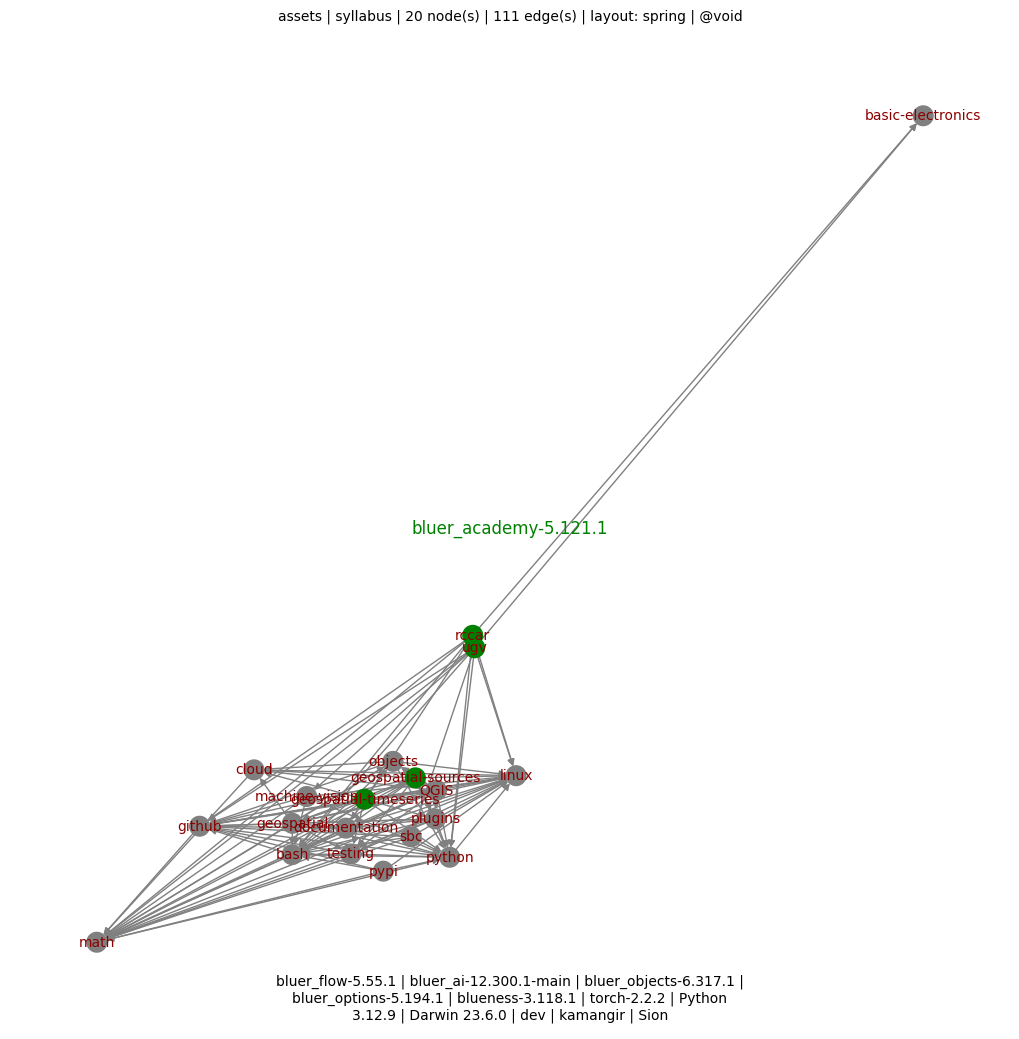 assets | syllabus | 20 node(s) | 111 edge(s) | layout: spring | @void
basic-electronics
bluer_academy-5.121.1
rccar
ugv
objects
cloud
geospatial-sources
linux
QGIS
machine-vision
geospatial-timeseries
plugins
geospatial
github
documentation
sbc
bash
testing
python
pypi
math
bluer_flow-5.55.1 | bluer_ai-12.300.1-main | bluer_objects-6.317.1 |
bluer_options-5.194.1 | blueness-3.118.1 | torch-2.2.2 | Python
3.12.9 | Darwin 23.6.0 | dev | kamangir | Sion